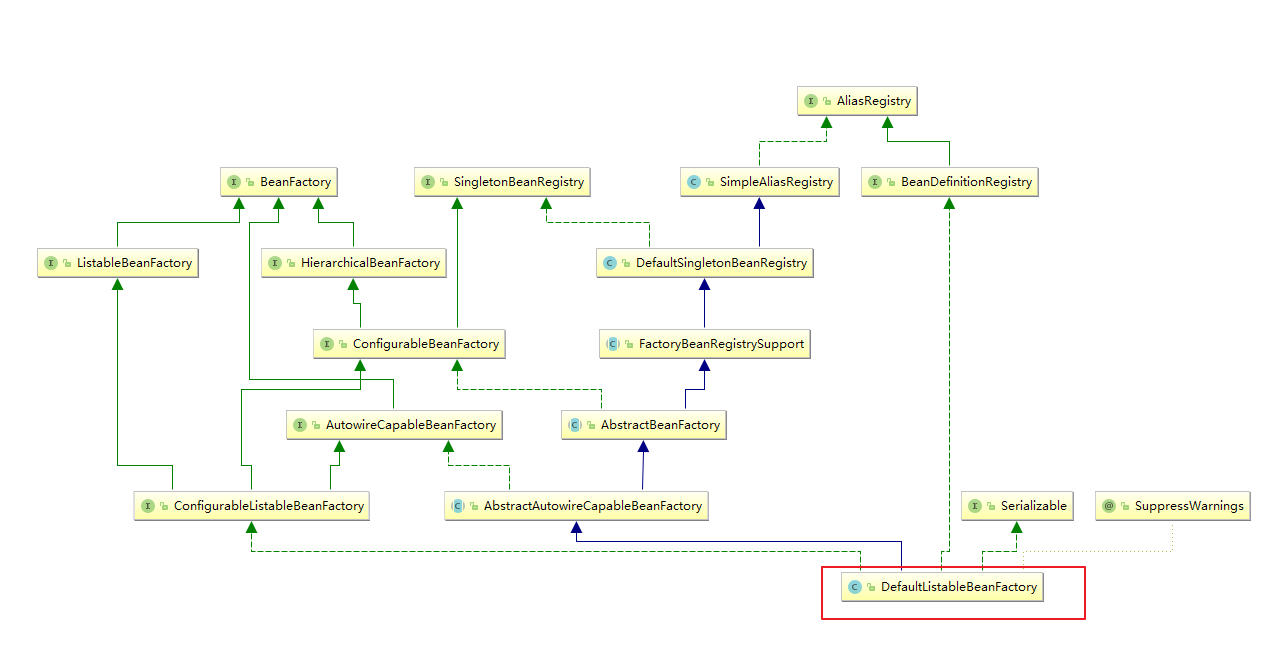 AliasRegistry
BeanFactory
SingletonBeanRegistry
SimpleAliasRegistry
BeanDefinitionRegistry
ListableBeanFactory
HierarchicalBeanFactory
DefaultSingletonBeanRegistry
ConfigurableBeanFactory
FactoryBeanRegistrySupport
AutowireCapableBeanFactory
AbstractBeanFactory
ConfigurableListableBeanFactory
AbstractAutowireCapableBeanFactory
Serializable
SuppressWarnings
DefaultListableBeanFactory